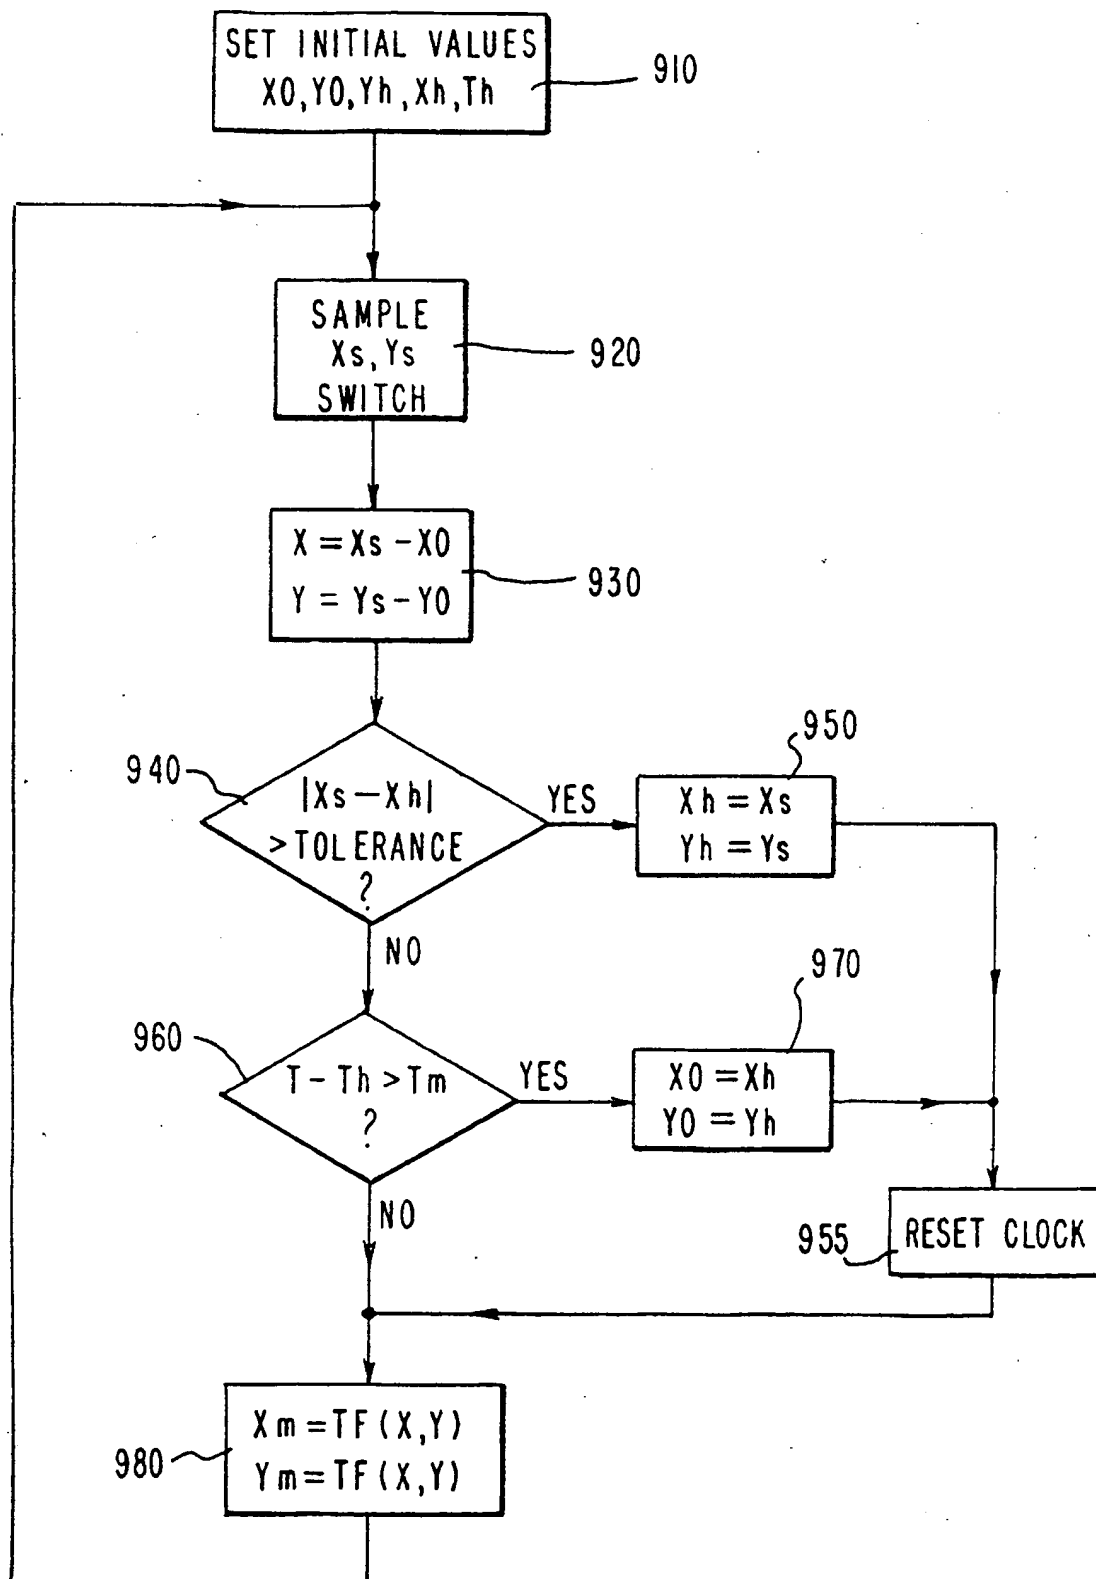 SET INITIAL VALUES
X0, Y0, Yh, Xh, Th
910
SAMPLE
Xs, Ys
SWITCH
920
X = Xs - X0
Y = Ys - Y0
930
940
|Xs - Xh|
> TOLERANCE
?
YES
NO
950
Xh = Xs
Yh = Ys
960
T - Th > Tm
?
YES
NO
970
X0 = Xh
Y0 = Yh
955
RESET CLOCK
980
Xm = TF (X,Y)
Ym = TF (X,Y)